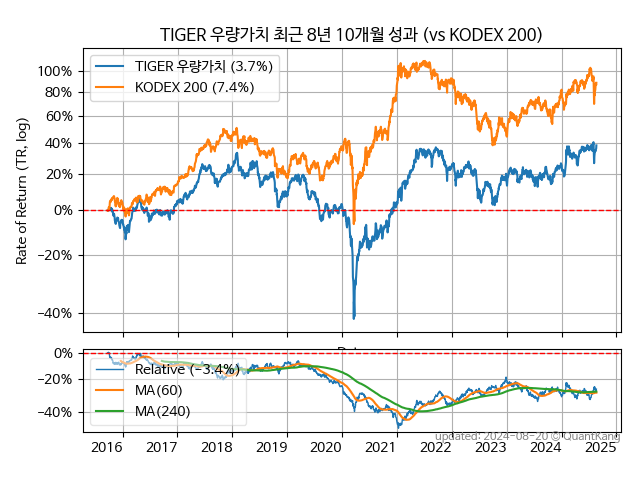 TIGER 우량가치 최근 8년 10개월 성과 (vs KODEX 200)
Rate of Return (TR, log)
100%
80%
60%
40%
20%
0%
−20%
−40%
TIGER 우량가치 (3.7%)
KODEX 200 (7.4%)
0%
−20%
−40%
Relative (−3.4%)
MA(60)
MA(240)
2016 2017 2018 2019 2020 2021 2022 2023 2024 2025
updated: 2024-08-20 © QuantKang